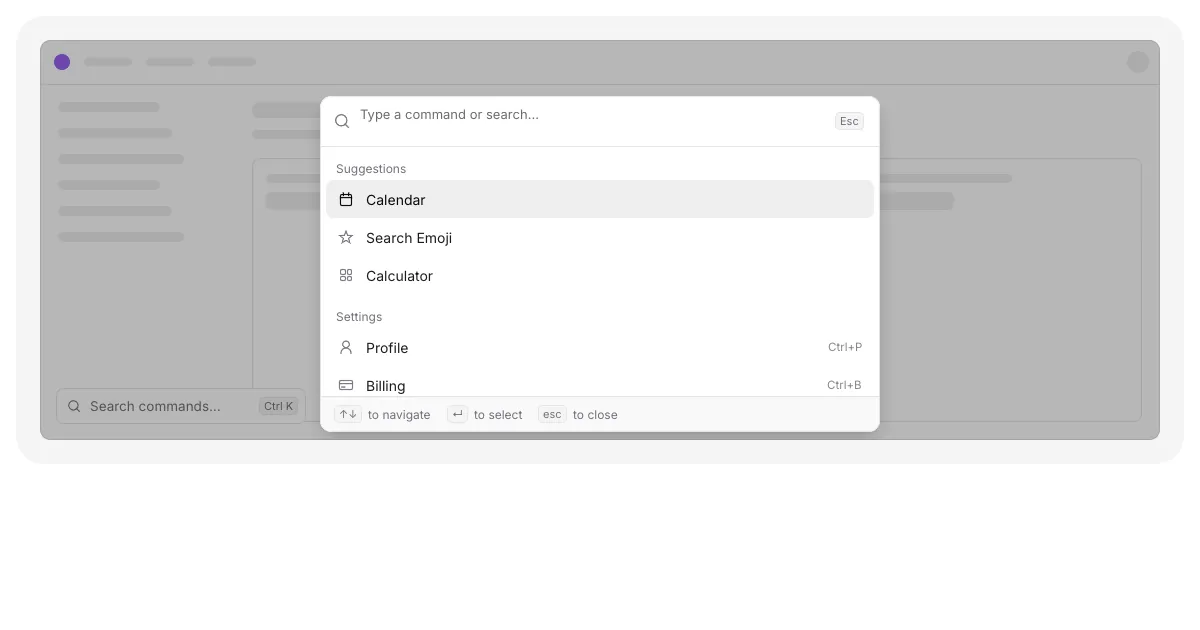 Type a command or search...
Esc
Suggestions
Calendar
Search Emoji
Calculator
Settings
Profile Ctrl+P
Billing Ctrl+B
↑↓ to navigate ↵ to select esc to close
Search commands... Ctrl K